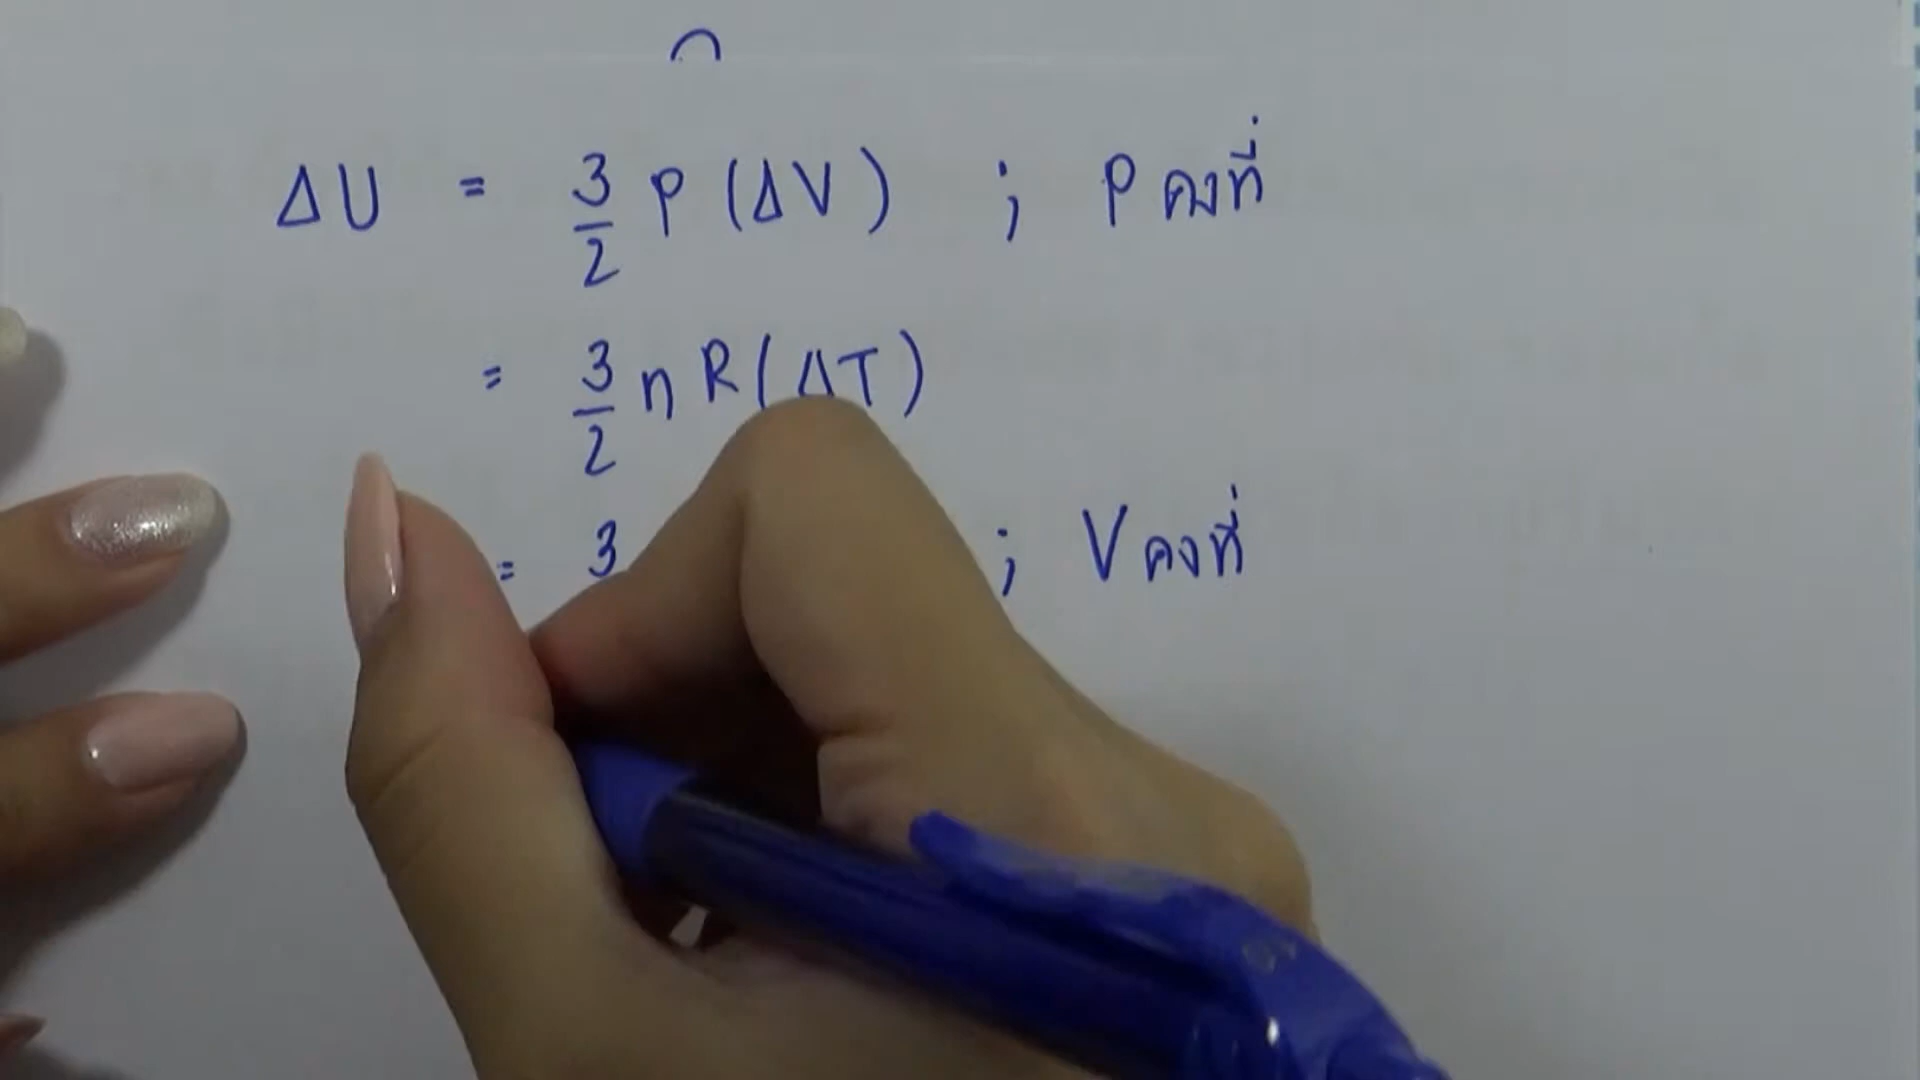 ΔU = 3/2 P (ΔV) ; P คงที่
= 3/2 n R (ΔT)
= 3 ; V คงที่